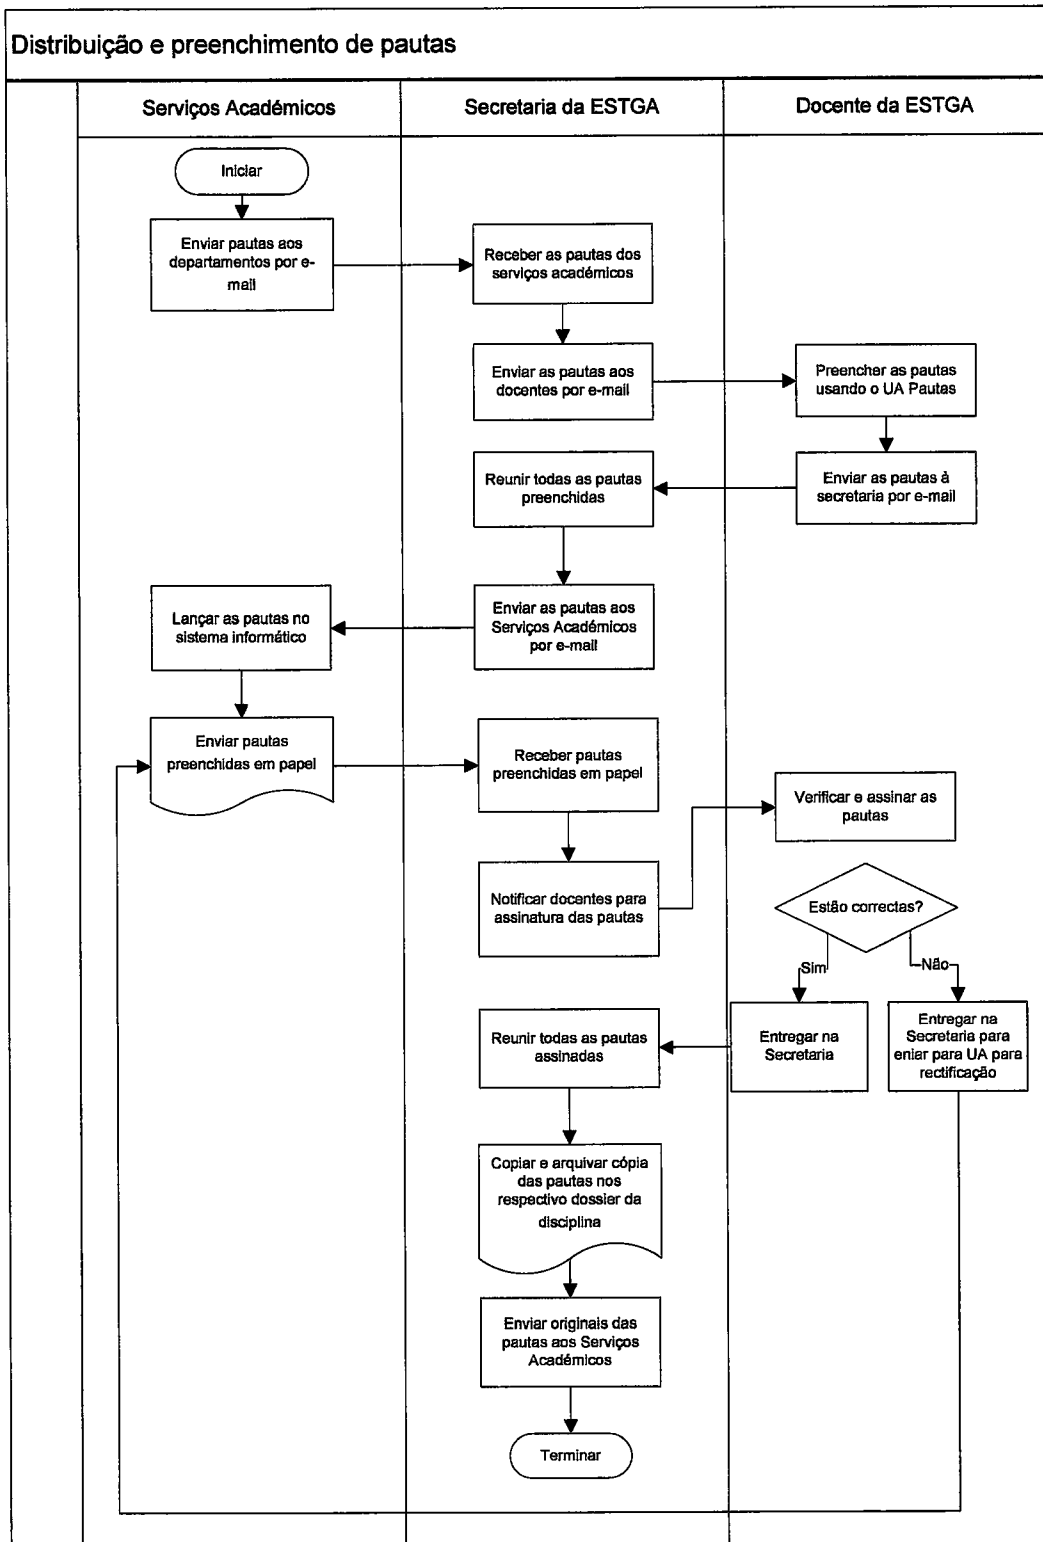 Distribuição e preenchimento de pautas
Serviços Académicos
Secretaria da ESTGA
Docente da ESTGA
Iniciar
Enviar pautas aos
departamentos por e-
mail
Receber as pautas dos
serviços académicos
Enviar as pautas aos
docentes por e-mail
Preencher as pautas
usando o UA Pautas
Reunir todas as pautas
preenchidas
Enviar as pautas à
secretaria por e-mail
Lançar as pautas no
sistema informático
Enviar as pautas aos
Serviços Académicos
por e-mail
Enviar pautas
preenchidas em papel
Receber pautas
preenchidas em papel
Verificar e assinar as
pautas
Notificar docentes para
assinatura das pautas
Estão correctas?
Sim
Não
Reunir todas as pautas
assinadas
Entregar na
Secretaria
Entregar na
Secretaria para
eniar para UA para
rectificação
Copiar e arquivar cópia
das pautas nos
respectivo dossier da
disciplina
Enviar originais das
pautas aos Serviços
Académicos
Terminar